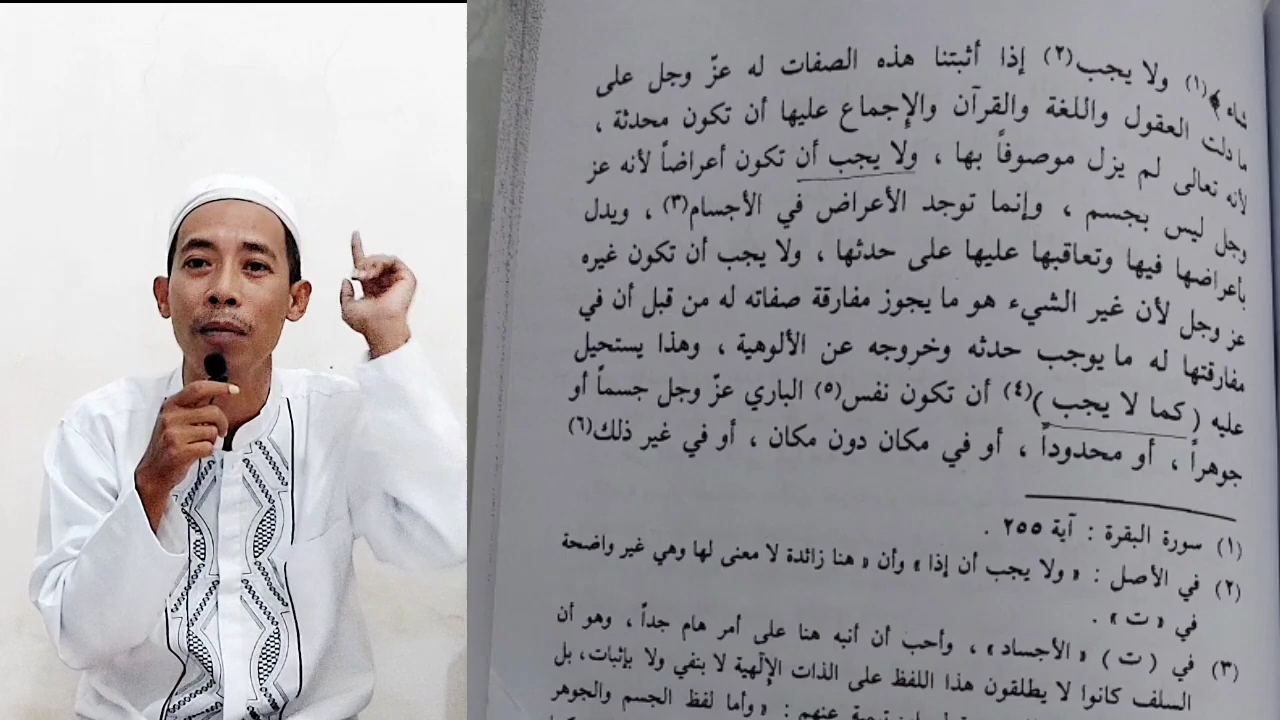 شاء ﴾(١) ولا يجب(٢) إذا أثبتنا هذه الصفات له عزّ وجل على
ما دلت العقول واللغة والقرآن والإجماع عليها أن تكون محدثة ،
لأنه تعالى لم يزل موصوفاً بها ، ولا يجب أن تكون أعراضاً لأنه عز
وجل ليس بجسم ، وإنما توجد الأعراض في الأجسام(٣) ، ويدل
بأعراضها فيها وتعاقبها عليها على حدثها ، ولا يجب أن تكون غيره
عز وجل لأن غير الشيء هو ما يجوز مفارقة صفاته له من قبل أن في
مفارقتها له ما يوجب حدثه وخروجه عن الألوهية ، وهذا يستحيل
عليه ( كما لا يجب )(٤) أن تكون نفس(٥) الباري عزّ وجل جسماً أو
جوهراً ، أو محدوداً ، أو في مكان دون مكان ، أو في غير ذلك(٦)
(١) سورة البقرة : آية ٢٥٥ .
(٢) في الأصل : « ولا يجب أن إذا » وأن « هنا زائدة لا معنى لها وهي غير واضحة
في « ت » .
(٣) في ( ت ) « الأجساد » ، وأحب أن أنبه هنا على أمر هام جداً ، وهو أن
السلف كانوا لا يطلقون هذا اللفظ على الذات الإلهية لا بنفي ولا بإثبات، بل
عنهم : « وأما لفظ الجسم والجوهر